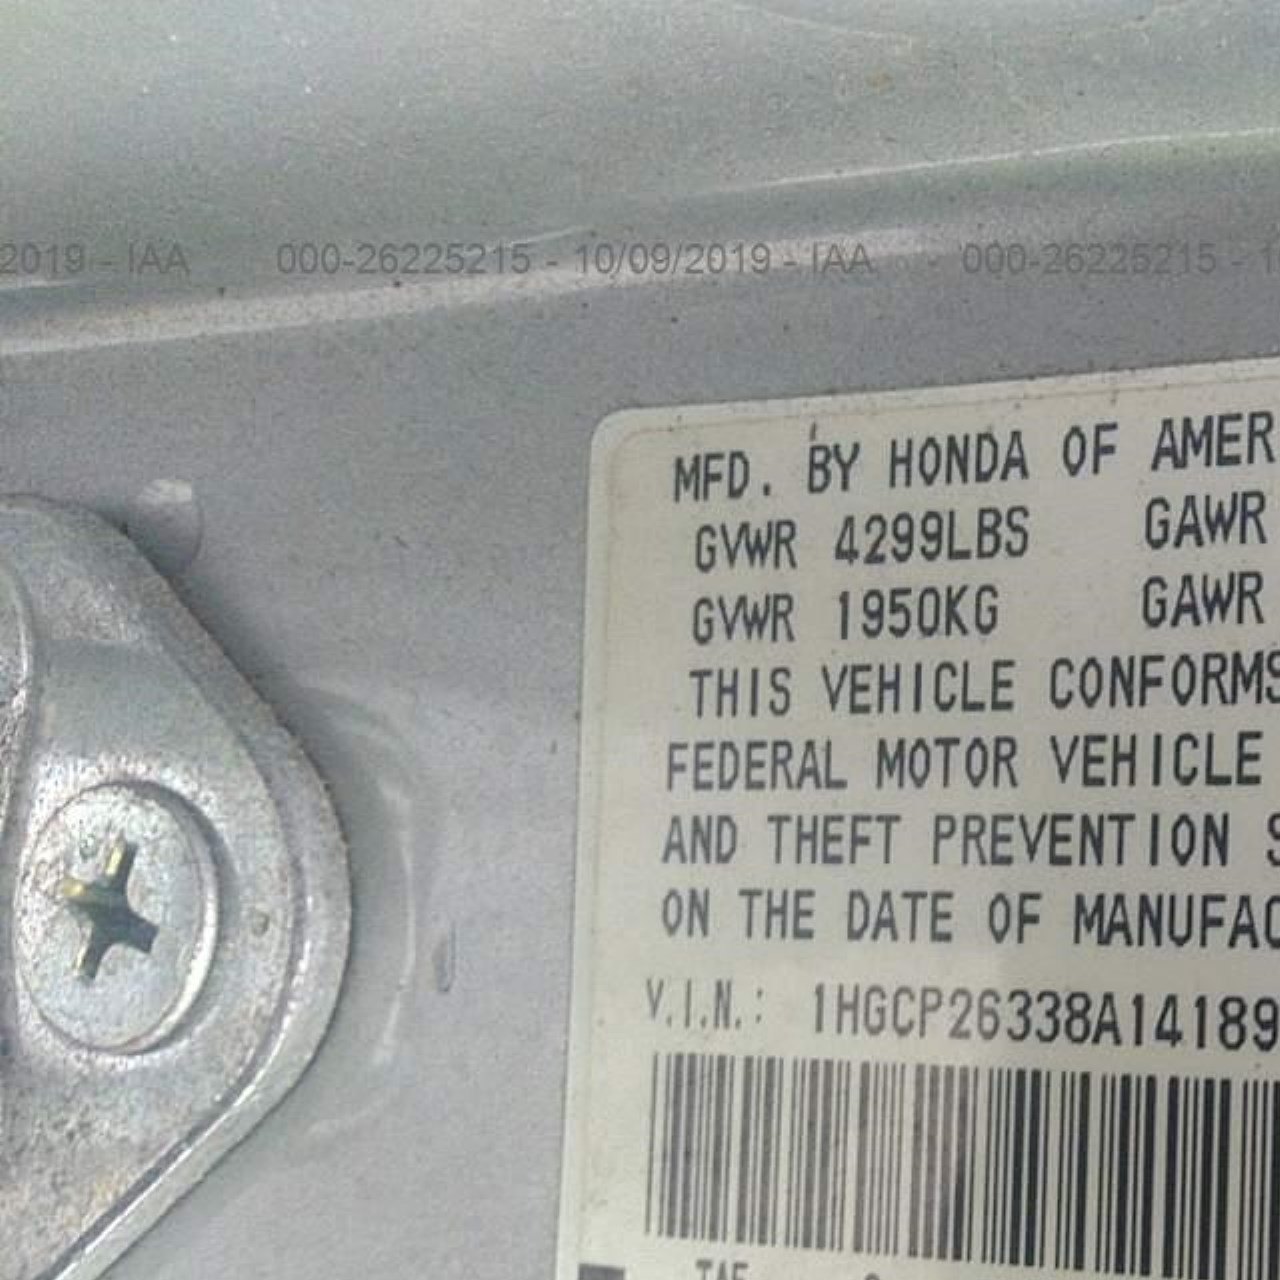 2019 - IAA 000-26225215 - 10/09/2019 - IAA - 000-26225215 - 1
MFD. BY HONDA OF AMER
GVWR 4299LBS GAWR
GVWR 1950KG GAWR
THIS VEHICLE CONFORMS
FEDERAL MOTOR VEHICLE
AND THEFT PREVENTION S
ON THE DATE OF MANUFAC
V.I.N.: 1HGCP26338A14189